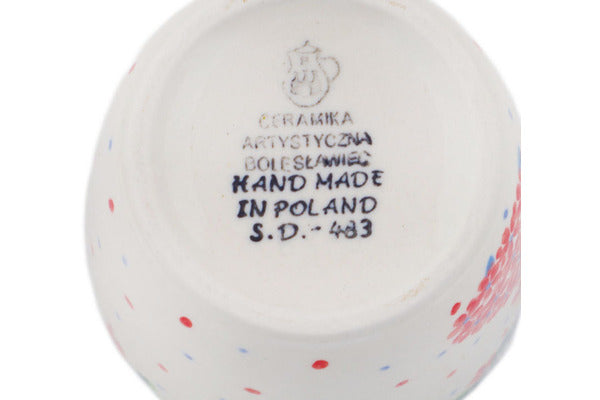 CERAMIKA
ARTYSTYCZNA
BOLESŁAWIEC
HAND MADE
IN POLAND
S.D.- 483